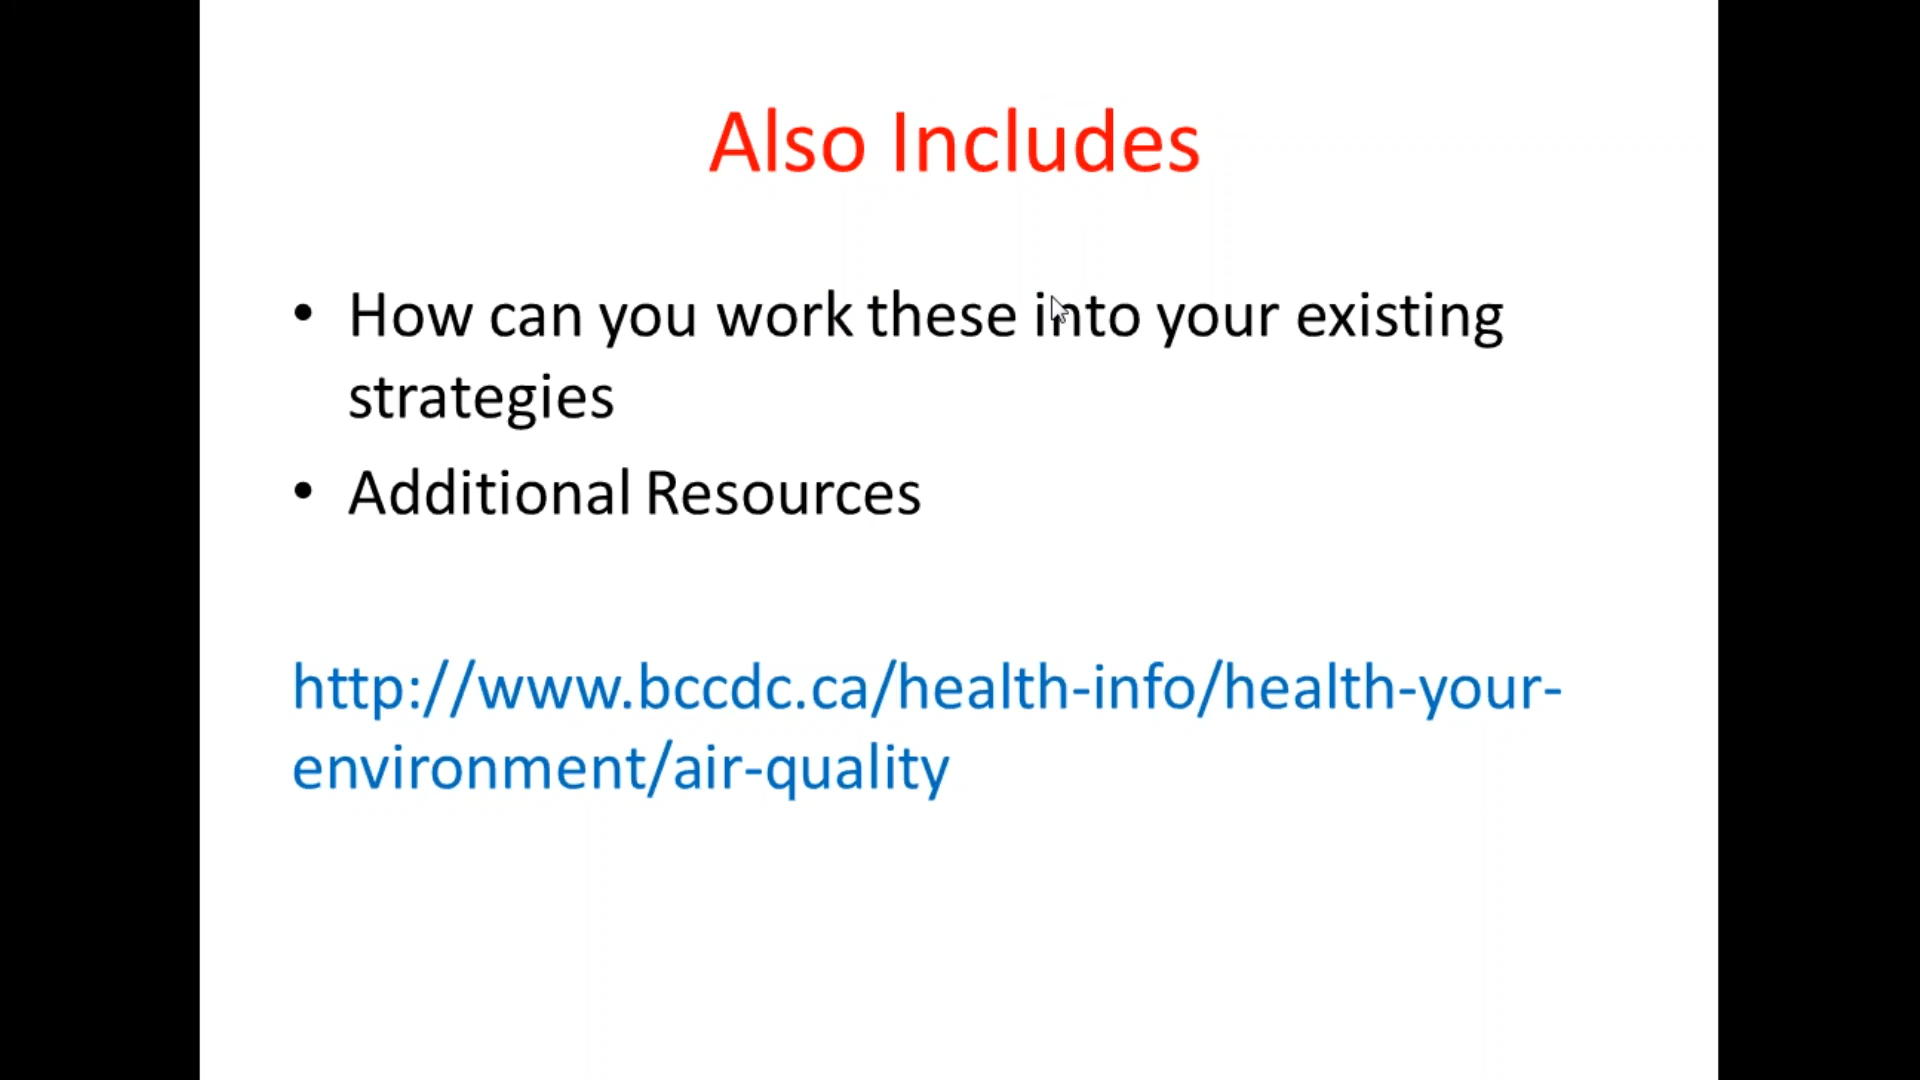 Also Includes
• How can you work these into your existing
strategies
• Additional Resources
http://www.bccdc.ca/health-info/health-your-
environment/air-quality